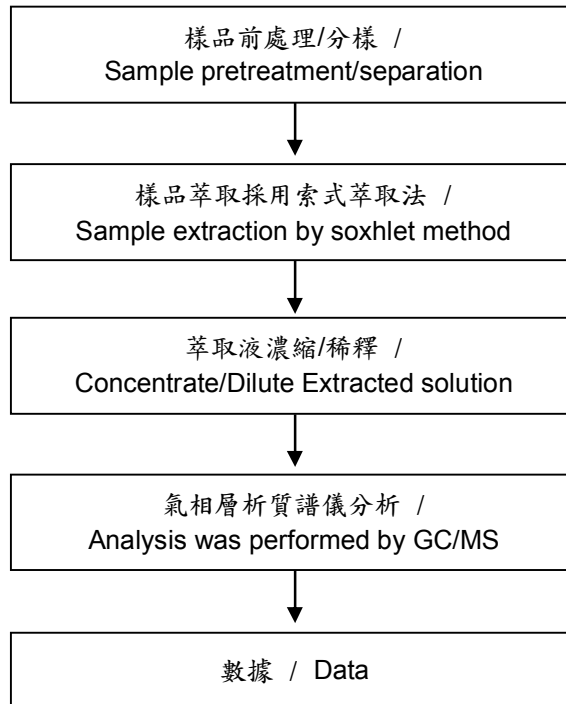 樣品前處理/分樣 /
Sample pretreatment/separation
樣品萃取採用索式萃取法 /
Sample extraction by soxhlet method
萃取液濃縮/稀釋 /
Concentrate/Dilute Extracted solution
氣相層析質譜儀分析 /
Analysis was performed by GC/MS
數據 / Data